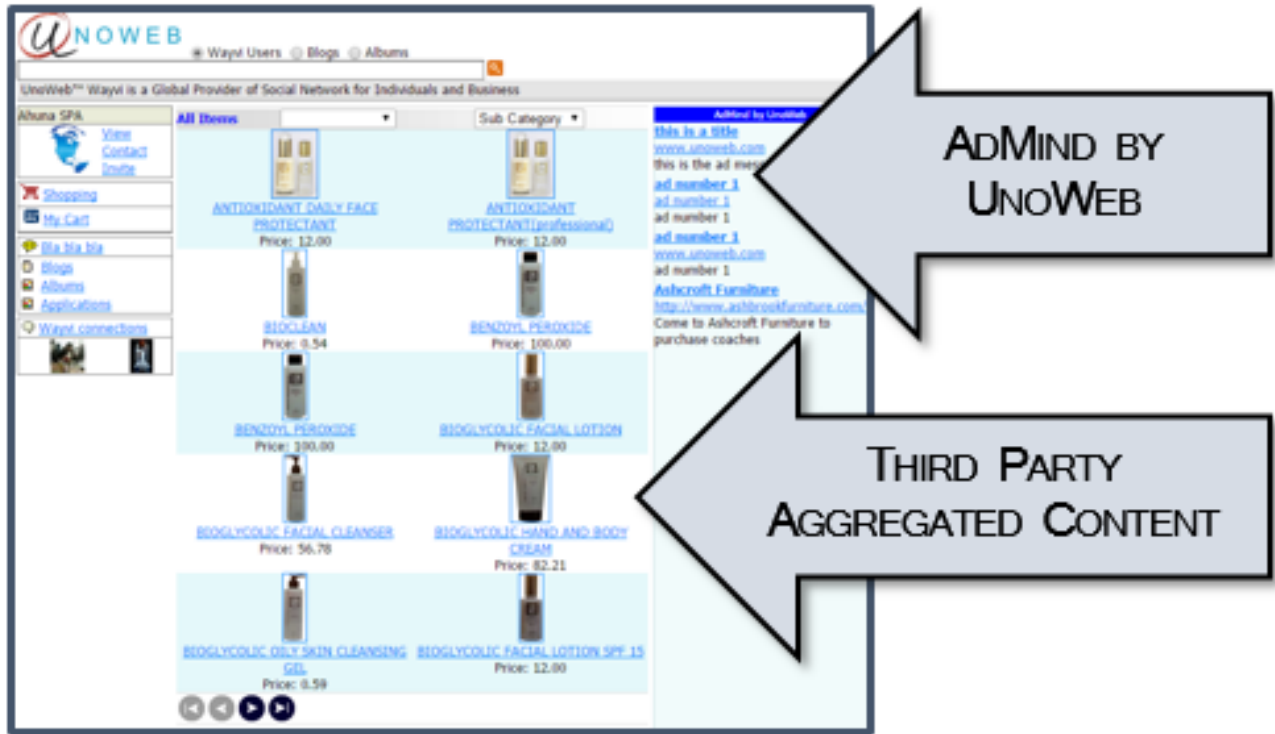 UNOWEB
Wayvi Users Blogs Albums
UnoWeb™ Wayvi is a Global Provider of Social Network for Individuals and Business
Ahuna SPA
View
Contact
Invite
Shopping
My Cart
Bla bla bla
Blogs
Albums
Applications
Wayvi connections
All Items
Sub Category
ANTIOXIDANT DAILY FACE
PROTECTANT
Price: 12.00
ANTIOXIDANT
PROTECTANT(professional)
Price: 12.00
BIOCLEAN
Price: 0.54
BENZOYL PEROXIDE
Price: 100.00
BENZOYL PEROXIDE
Price: 100.00
BIOGLYCOLIC FACIAL LOTION
Price: 12.00
BIOGLYCOLIC FACIAL CLEANSER
Price: 56.78
BIOGLYCOLIC HAND AND BODY
CREAM
Price: 82.21
BIOGLYCOLIC OILY SKIN CLEANSING
GEL
Price: 0.59
BIOGLYCOLIC FACIAL LOTION SPF 15
Price: 12.00
AdMind by UnoWeb
this is a title
www.unoweb.com
this is the ad
ad number 1
ad number 1
ad number 1
ad number 1
www.unoweb.com
ad number 1
Ashcroft Furniture
http://www.ashbrookfurniture.com/
Come to Ashcroft Furniture to
purchase coaches
ADMIND BY
UNOWEB
THIRD PARTY
AGGREGATED CONTENT